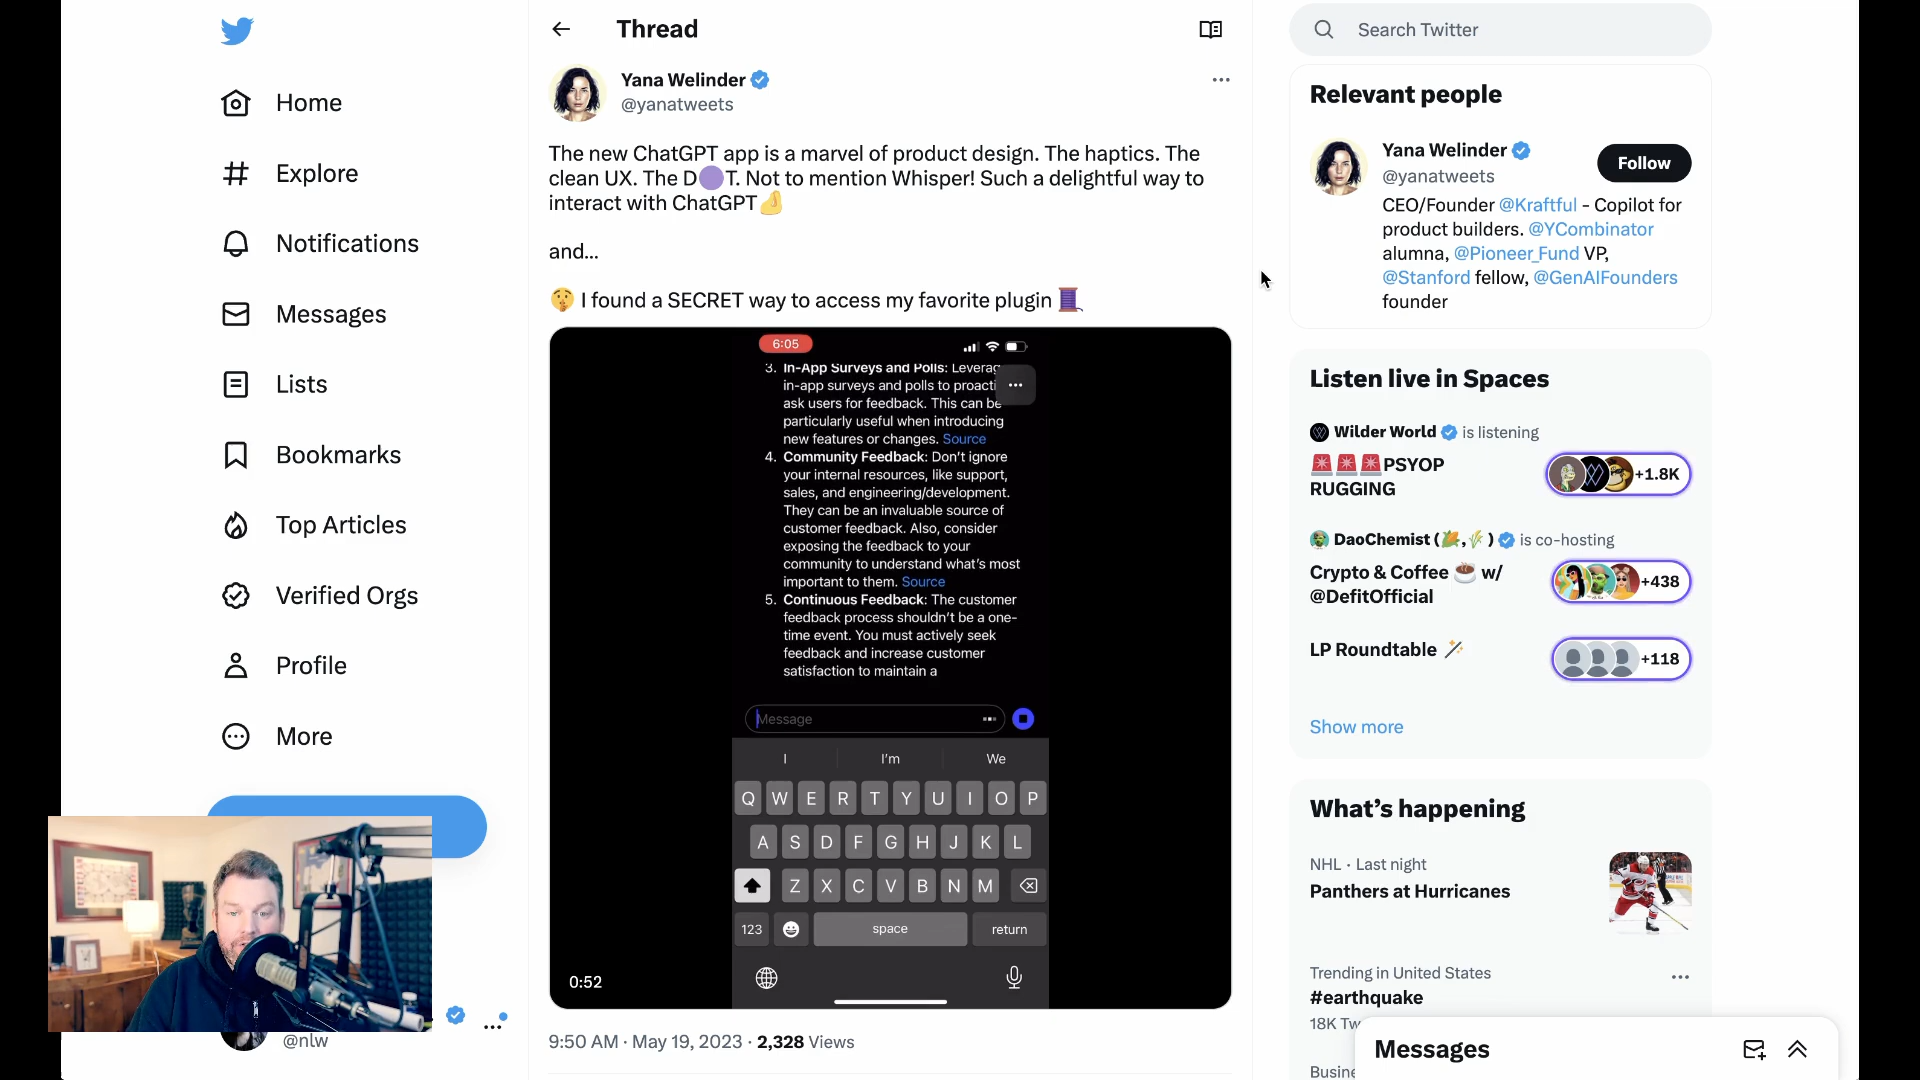 Home
Explore
Notifications
Messages
Lists
Bookmarks
Top Articles
Verified Orgs
Profile
More
@nlw
Thread
Yana Welinder
@yanatweets
The new ChatGPT app is a marvel of product design. The haptics. The
clean UX. The D🟣T. Not to mention Whisper! Such a delightful way to
interact with ChatGPT🫴
and...
🤫 I found a SECRET way to access my favorite plugin 🧵
6:05
3. In-App Surveys and Polls: Leverag
in-app surveys and polls to proacti
ask users for feedback. This can be
particularly useful when introducing
new features or changes. Source
4. Community Feedback: Don't ignore
your internal resources, like support,
sales, and engineering/development.
They can be an invaluable source of
customer feedback. Also, consider
exposing the feedback to your
community to understand what's most
important to them. Source
5. Continuous Feedback: The customer
feedback process shouldn't be a one-
time event. You must actively seek
feedback and increase customer
satisfaction to maintain a
Message
I I'm We
Q W E R T Y U I O P
A S D F G H J K L
Z X C V B N M
123 space return
0:52
9:50 AM · May 19, 2023 · 2,328 Views
Search Twitter
Relevant people
Yana Welinder
@yanatweets
Follow
CEO/Founder @Kraftful - Copilot for
product builders. @YCombinator
alumna, @Pioneer_Fund VP,
@Stanford fellow, @GenAIFounders
founder
Listen live in Spaces
Wilder World is listening
🚨🚨🚨PSYOP
RUGGING
+1.8K
DaoChemist (🌽,🌾) is co-hosting
Crypto & Coffee ☕ w/
@DefitOfficial
+438
LP Roundtable 🪄
+118
Show more
What's happening
NHL · Last night
Panthers at Hurricanes
Trending in United States
#earthquake
18K Tw
Busine
Messages